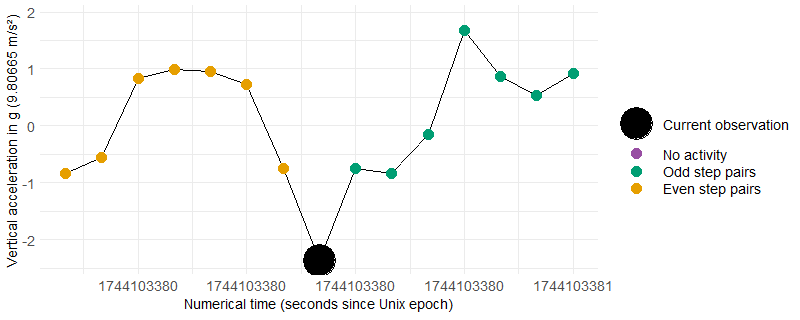 Vertical acceleration in g (9.80665 m/s²)
1
0
-1
-2
1744103380
1744103380
1744103380
1744103380
1744103381
Numerical time (seconds since Unix epoch)
Current observation
No activity
Odd step pairs
Even step pairs